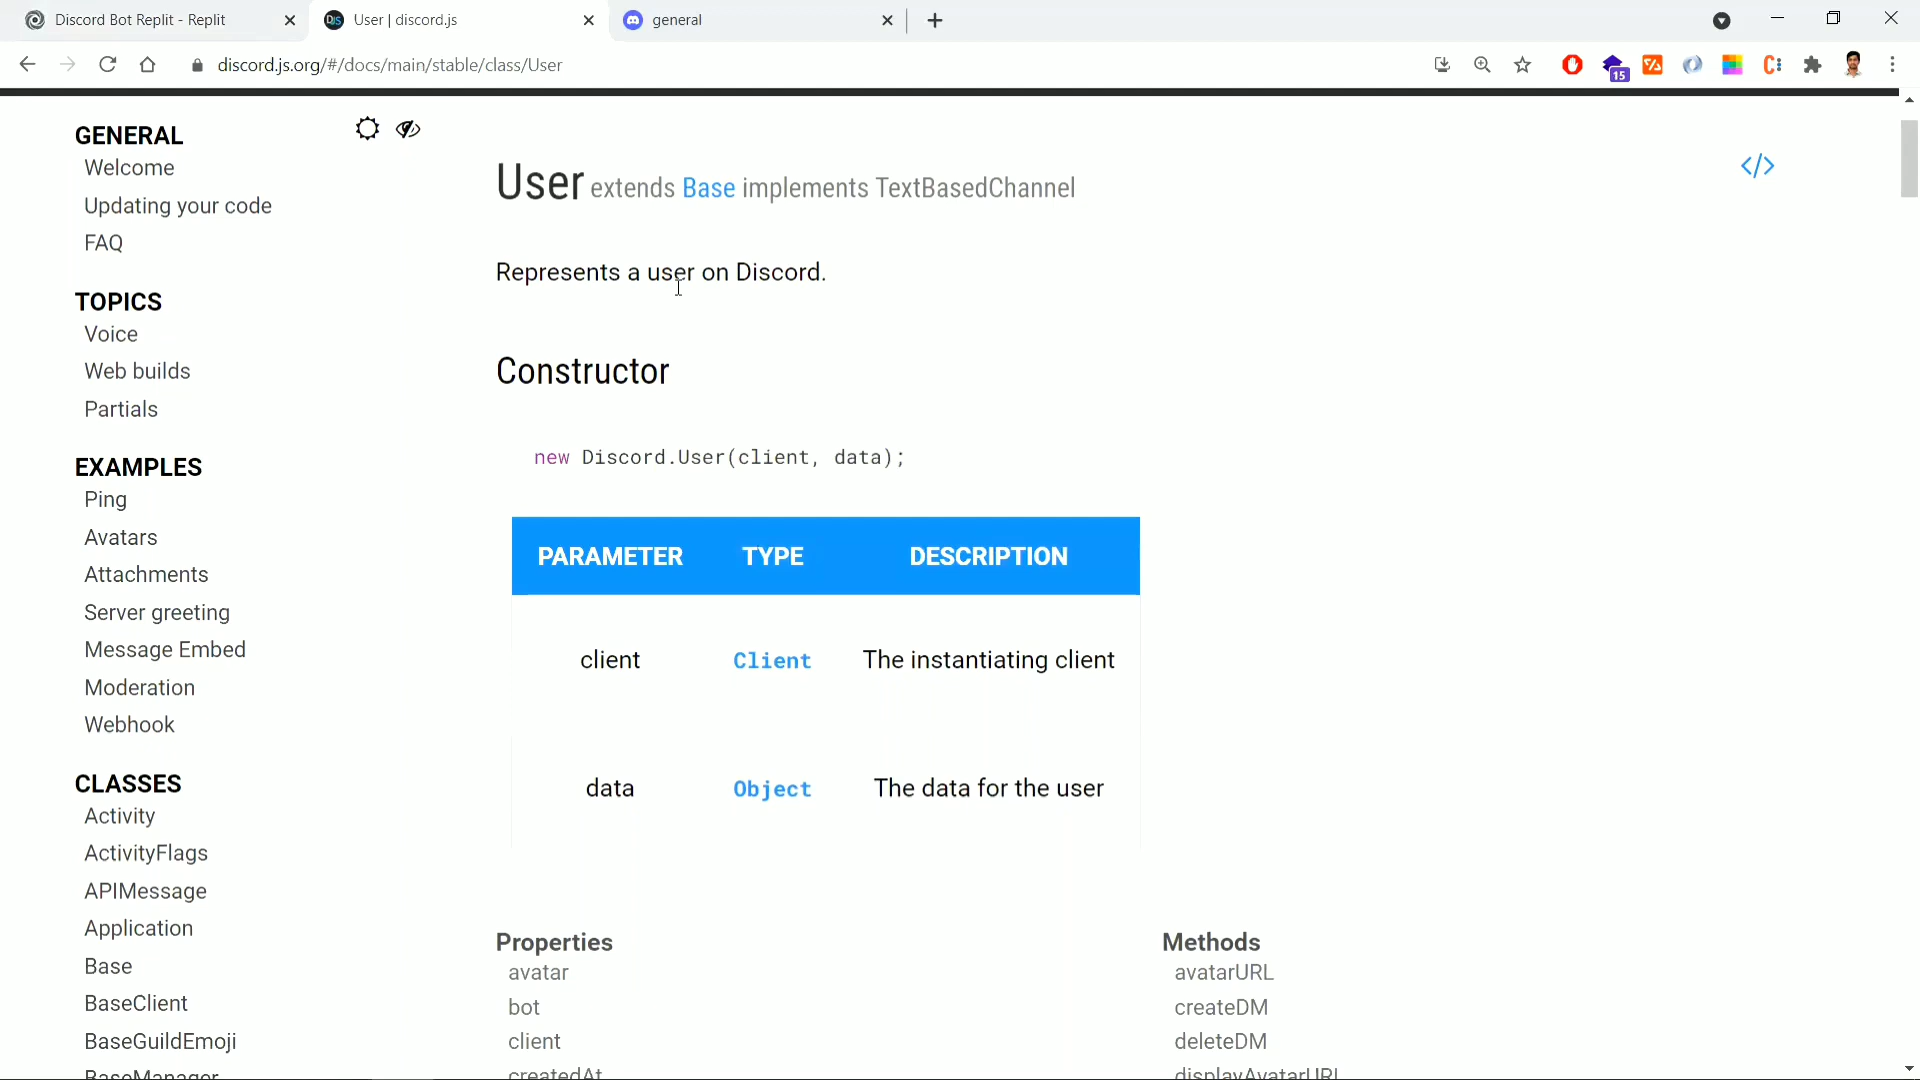 Discord Bot Replit - Replit
User | discord.js
general
discord.js.org/#/docs/main/stable/class/User
15
GENERAL
Welcome
Updating your code
FAQ
TOPICS
Voice
Web builds
Partials
EXAMPLES
Ping
Avatars
Attachments
Server greeting
Message Embed
Moderation
Webhook
CLASSES
Activity
ActivityFlags
APIMessage
Application
Base
BaseClient
BaseGuildEmoji
BaseManager
User extends Base implements TextBasedChannel
</>
Represents a user on Discord.
Constructor
new Discord.User(client, data);
PARAMETER TYPE DESCRIPTION
client Client The instantiating client
data Object The data for the user
Properties
avatar
bot
client
createdAt
Methods
avatarURL
createDM
deleteDM
displayAvatarURL